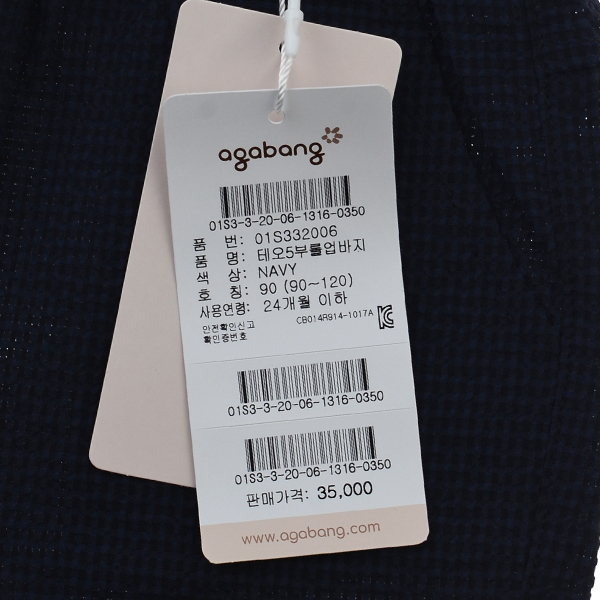 agabang
01S3-3-20-06-1316-0350
품 번: 01S332006
품 명: 테오5부롤업바지
색 상: NAVY
호 칭: 90 (90~120)
사용연령: 24개월 이하
안전확인신고
확인증번호 CB014R914-1017A
01S3-3-20-06-1316-0350
01S3-3-20-06-1316-0350
판매가격: 35,000
www.agabang.com